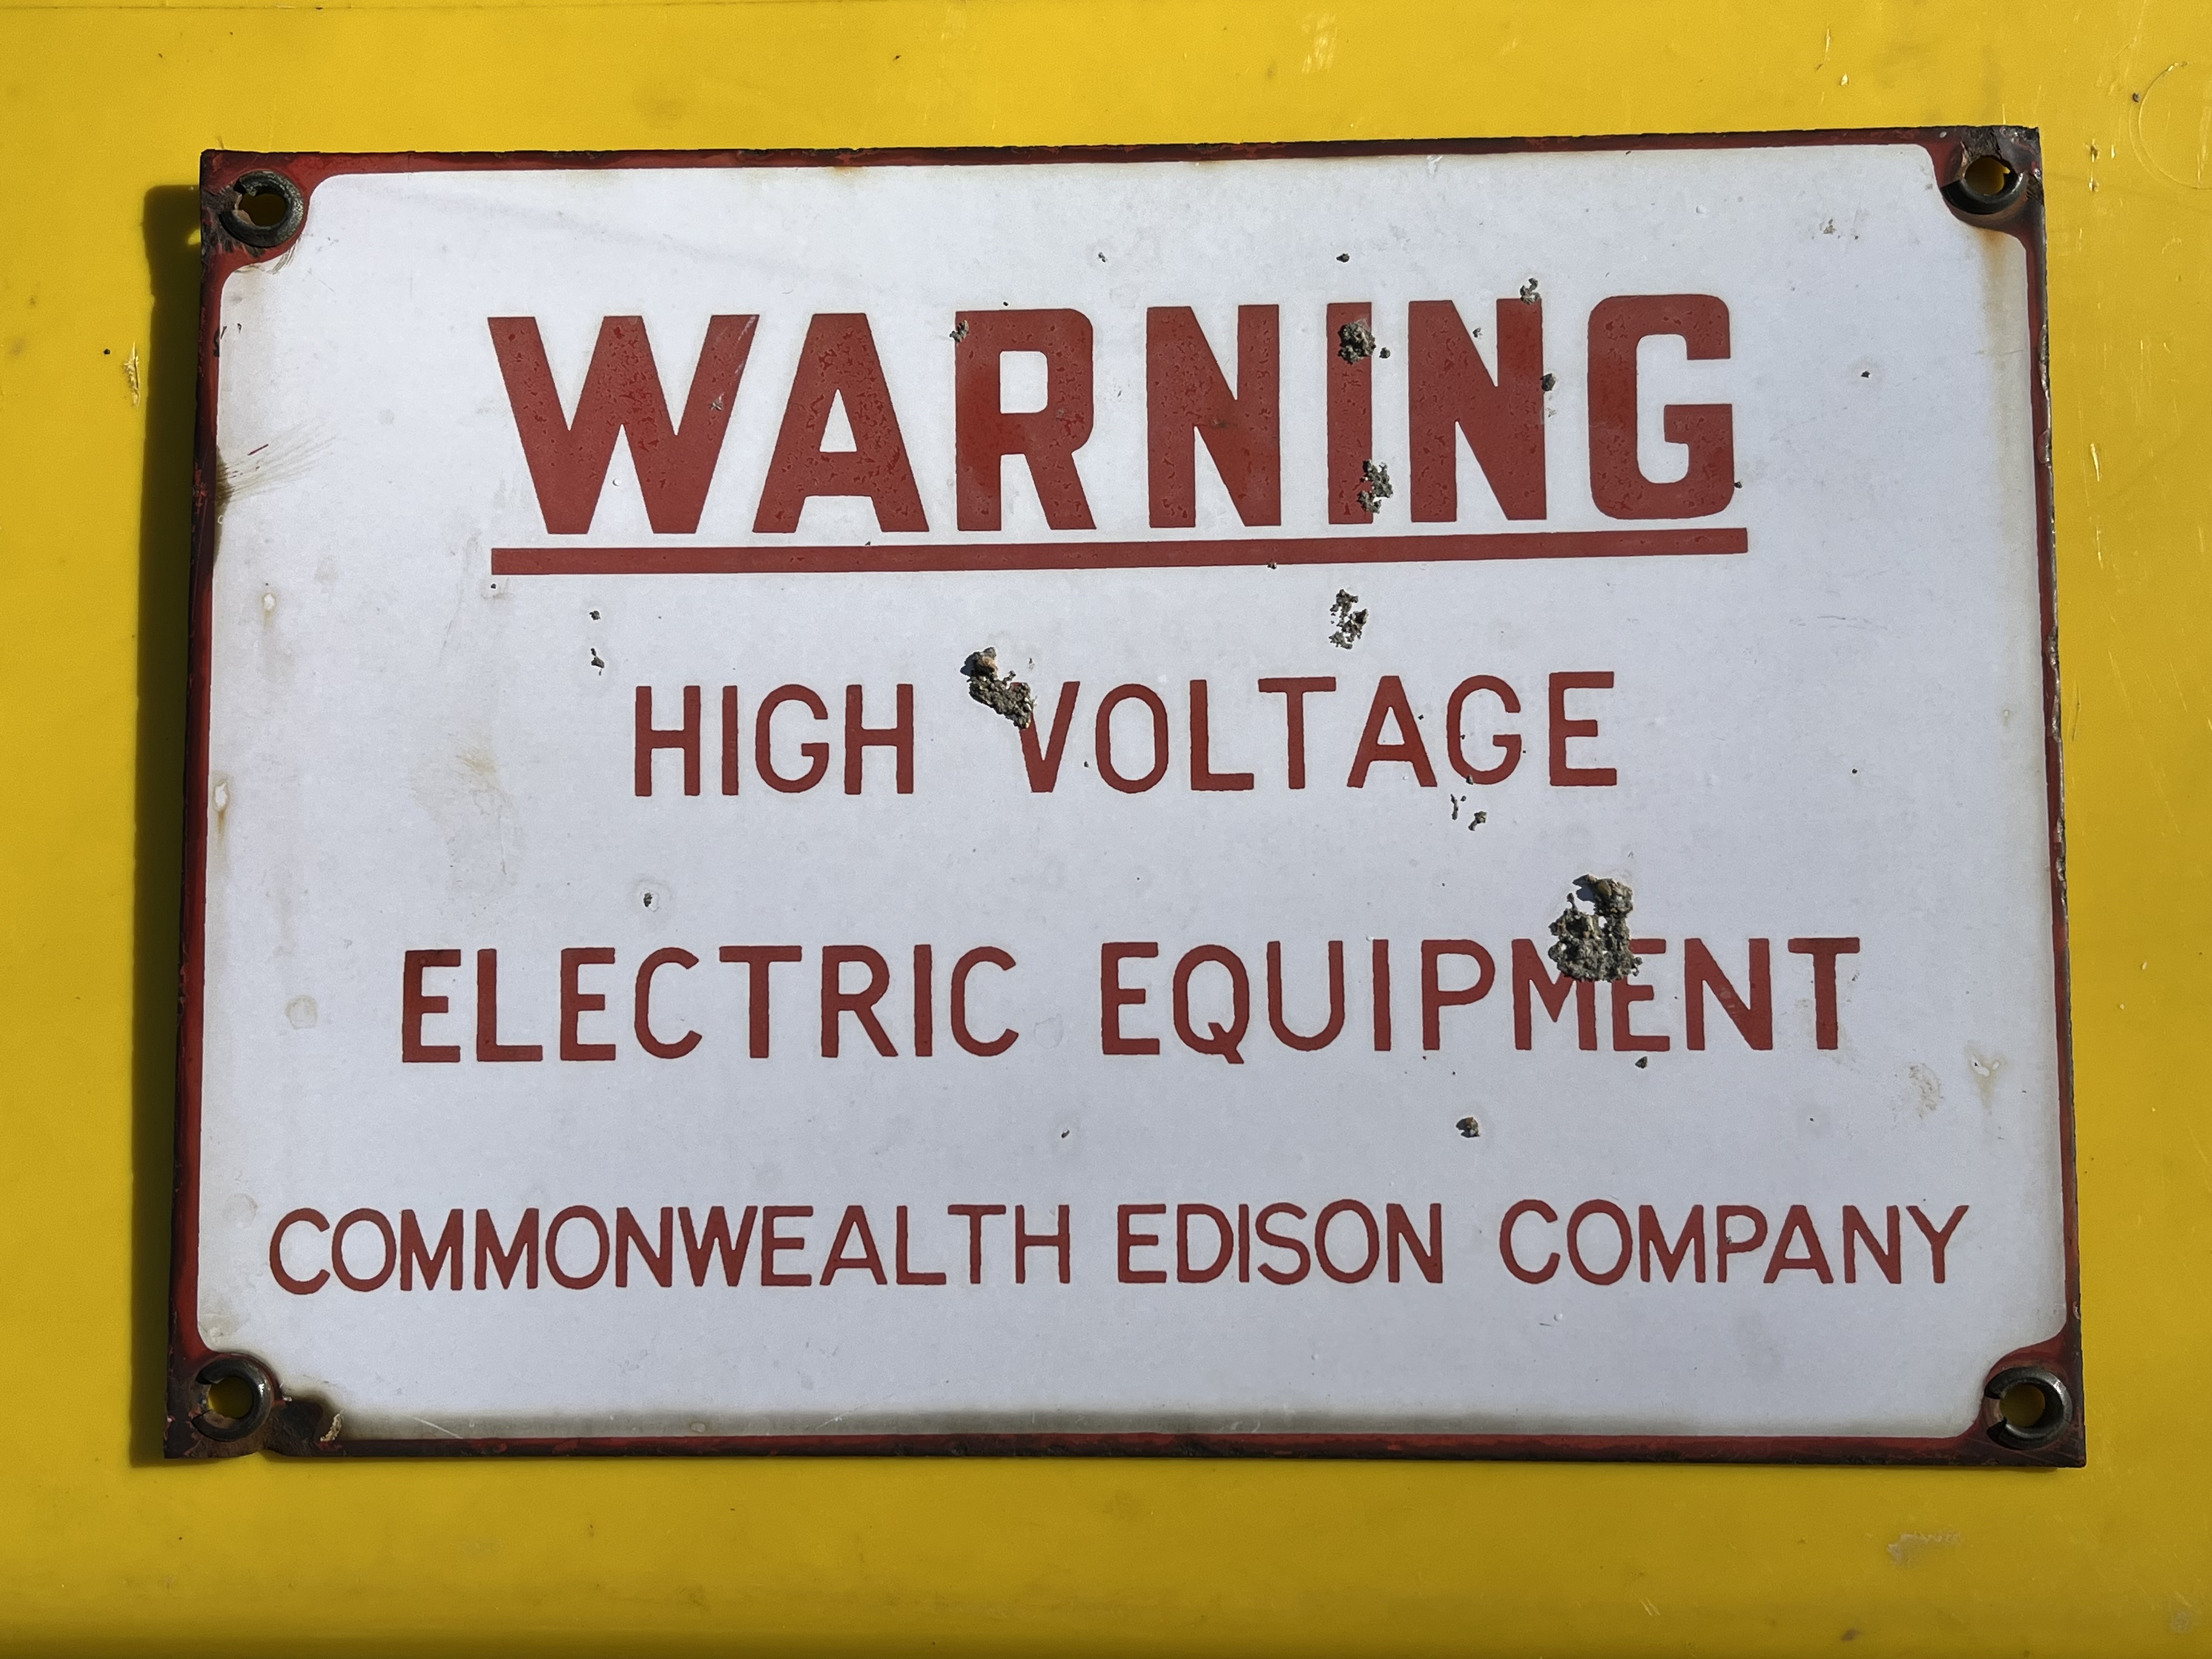 WARNING
HIGH VOLTAGE
ELECTRIC EQUIPMENT
COMMONWEALTH EDISON COMPANY